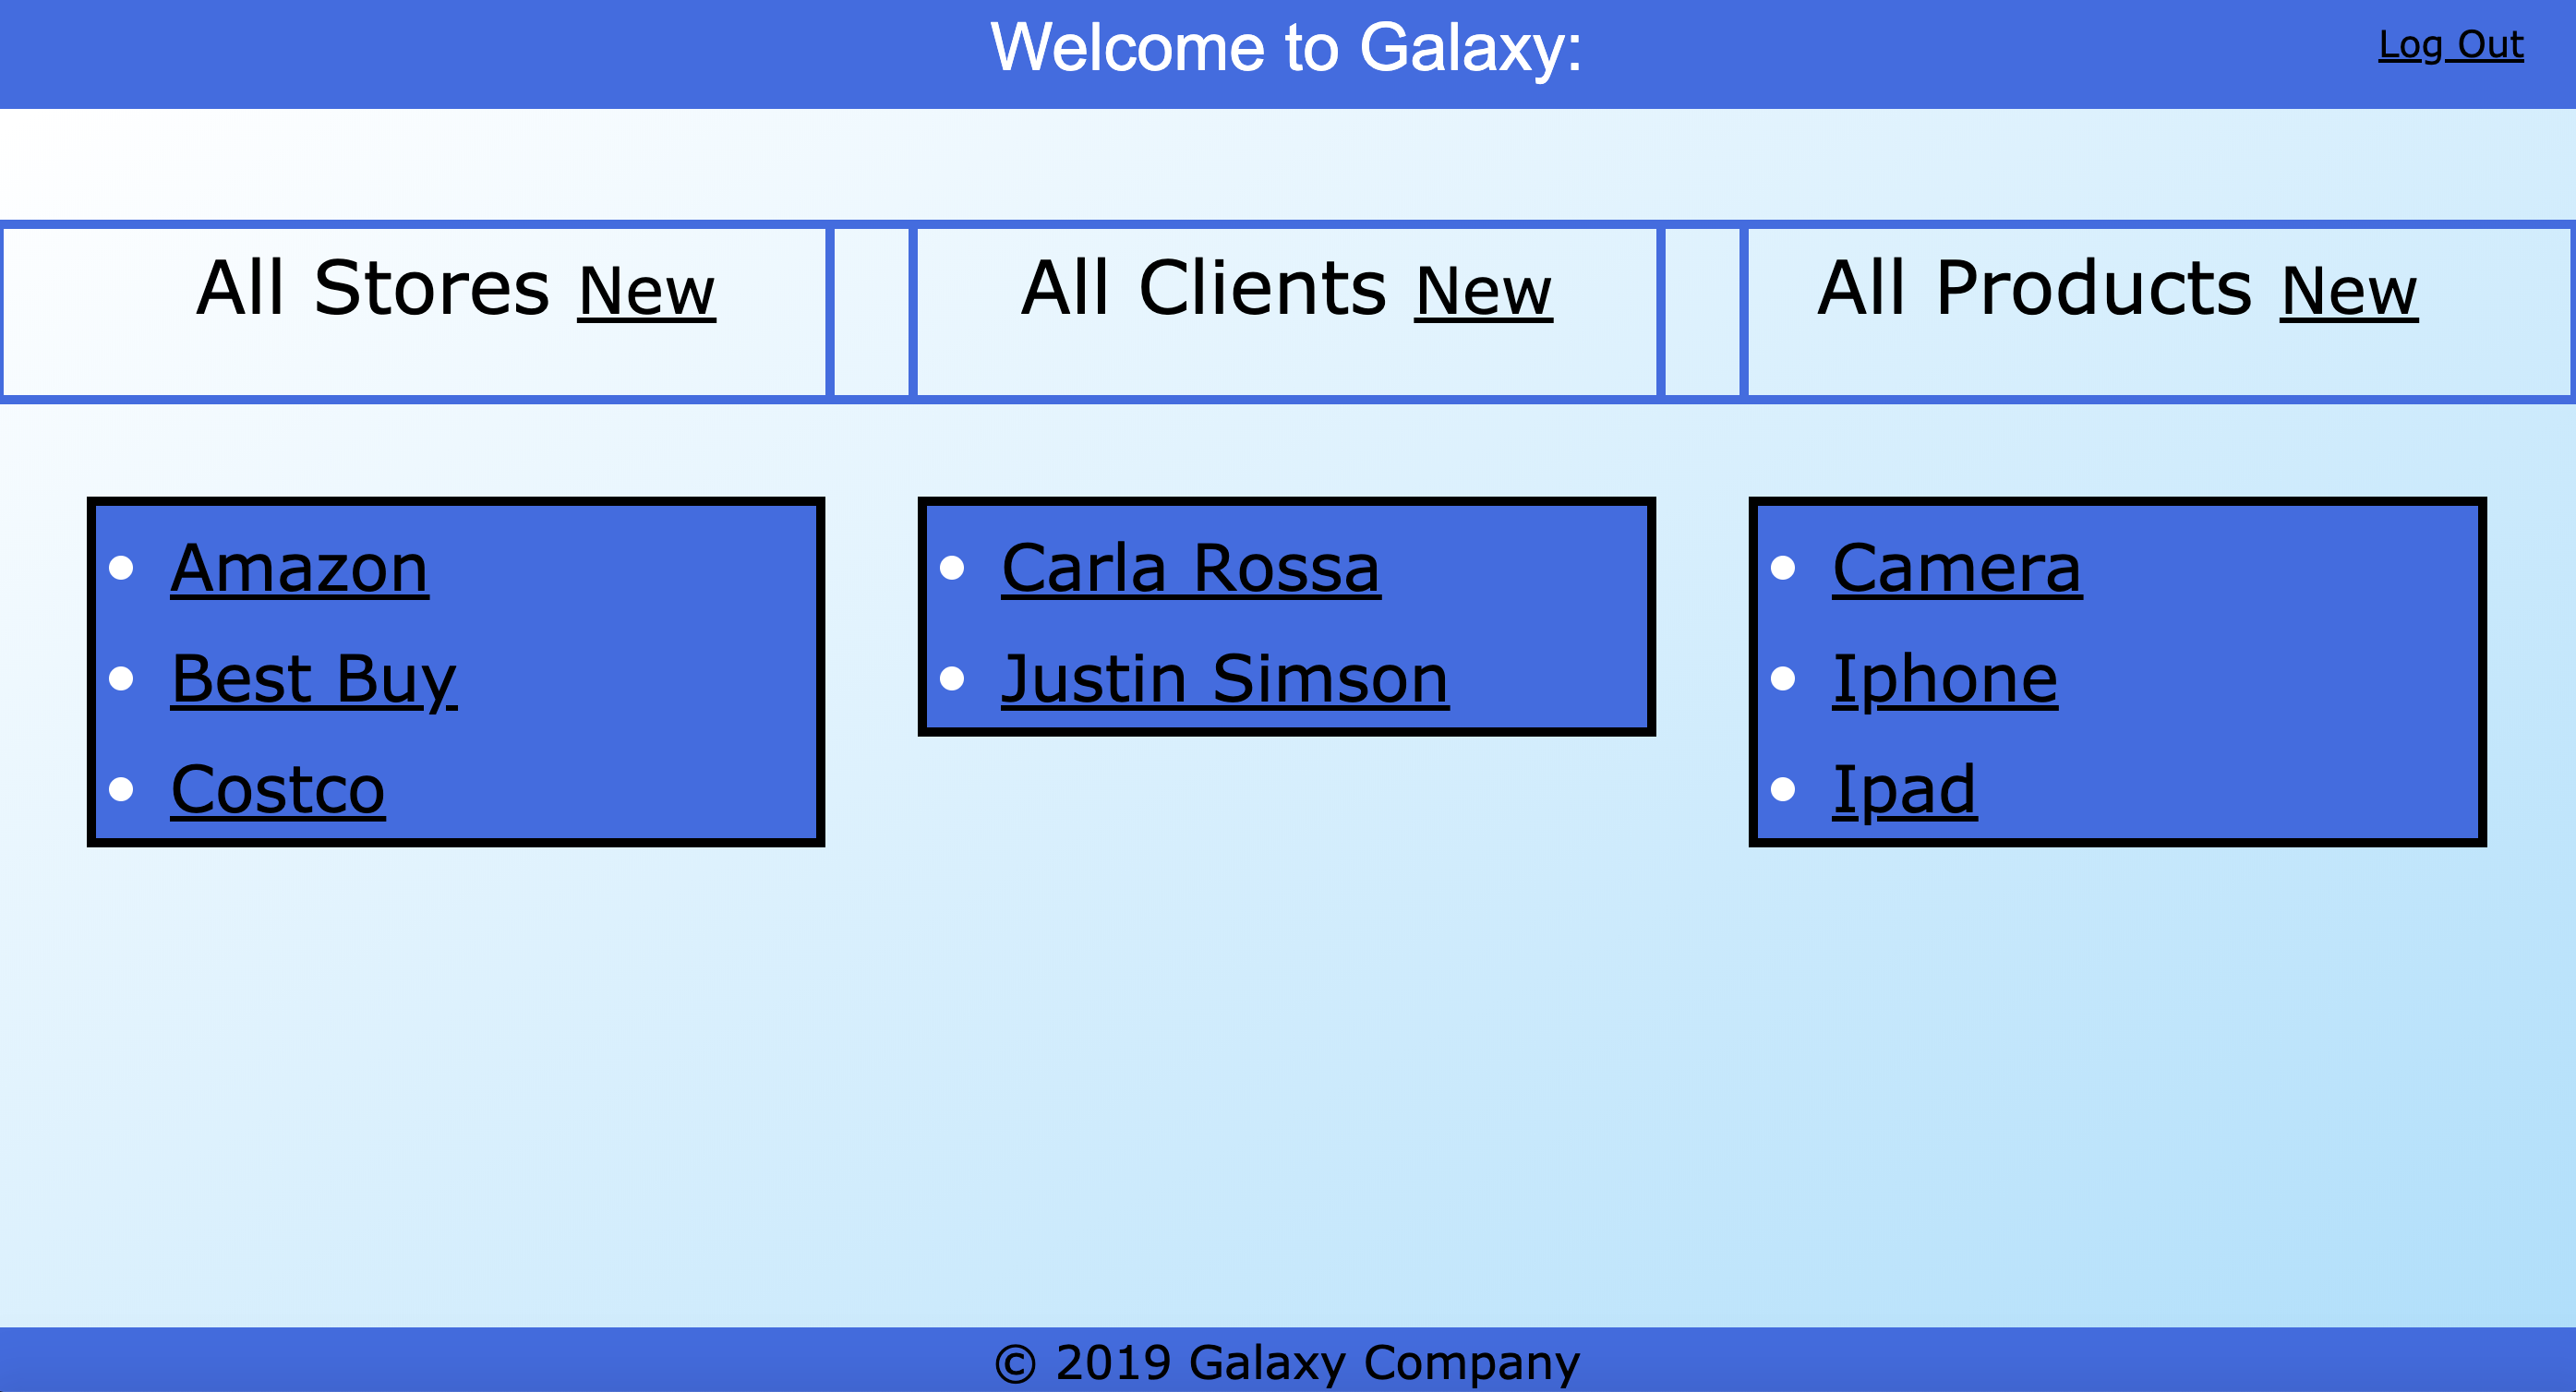 Welcome to Galaxy:
Log Out
All Stores New
All Clients New
All Products New
Amazon
Best Buy
Costco
Carla Rossa
Justin Simson
Camera
Iphone
Ipad
© 2019 Galaxy Company